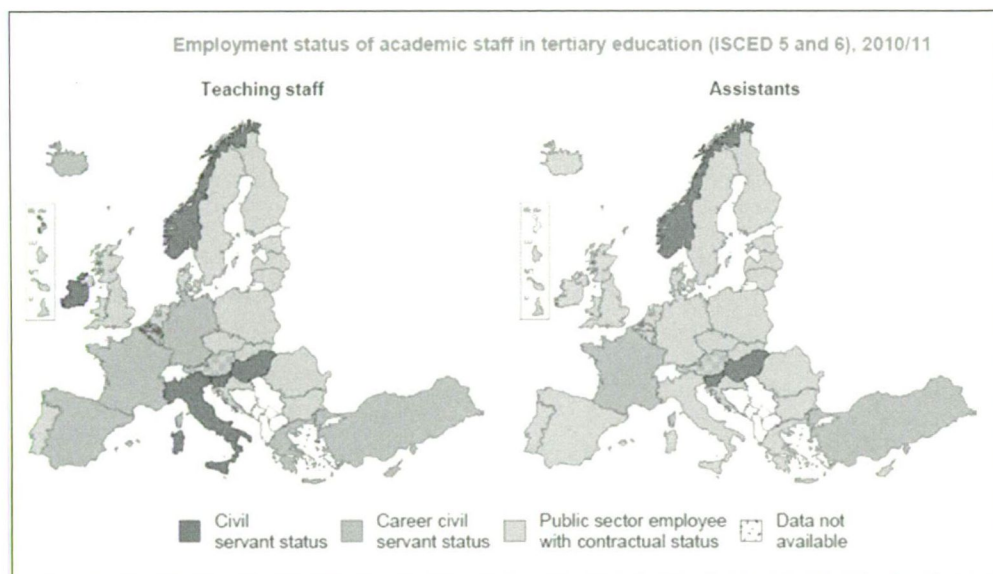 Employment status of academic staff in tertiary education (ISCED 5 and 6), 2010/11
Teaching staff
Assistants
Civil
servant status
Career civil
servant status
Public sector employee
with contractual status
Data not
available